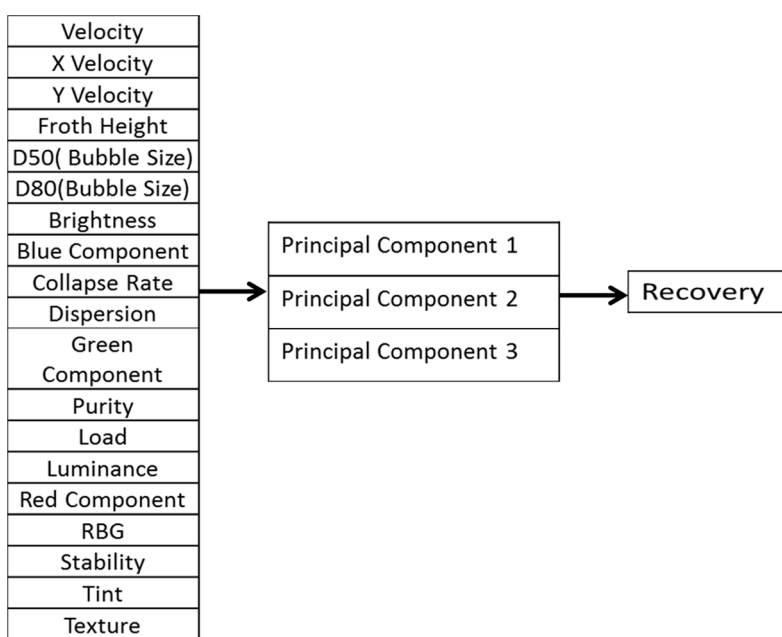 Velocity
X Velocity
Y Velocity
Froth Height
D50( Bubble Size)
D80(Bubble Size)
Brightness
Blue Component
Collapse Rate
Dispersion
Green
Component
Purity
Load
Luminance
Red Component
RBG
Stability
Tint
Texture
Principal Component 1
Principal Component 2
Principal Component 3
Recovery